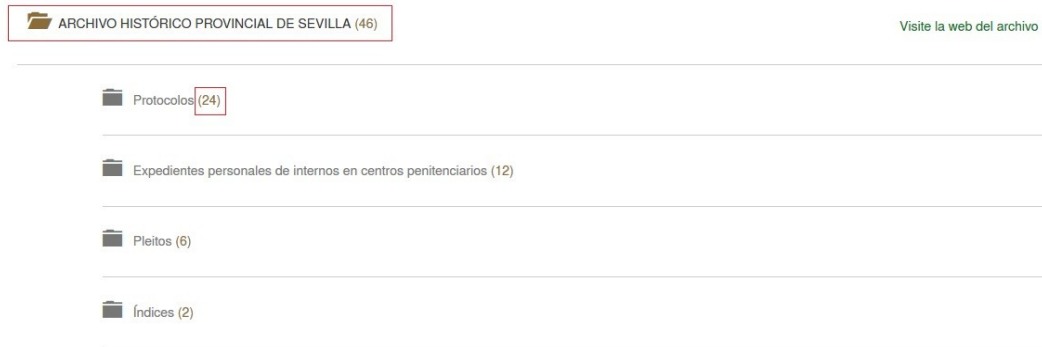 ARCHIVO HISTÓRICO PROVINCIAL DE SEVILLA (46)
Visite la web del archivo
Protocolos (24)
Expedientes personales de internos en centros penitenciarios (12)
Pleitos (6)
Índices (2)